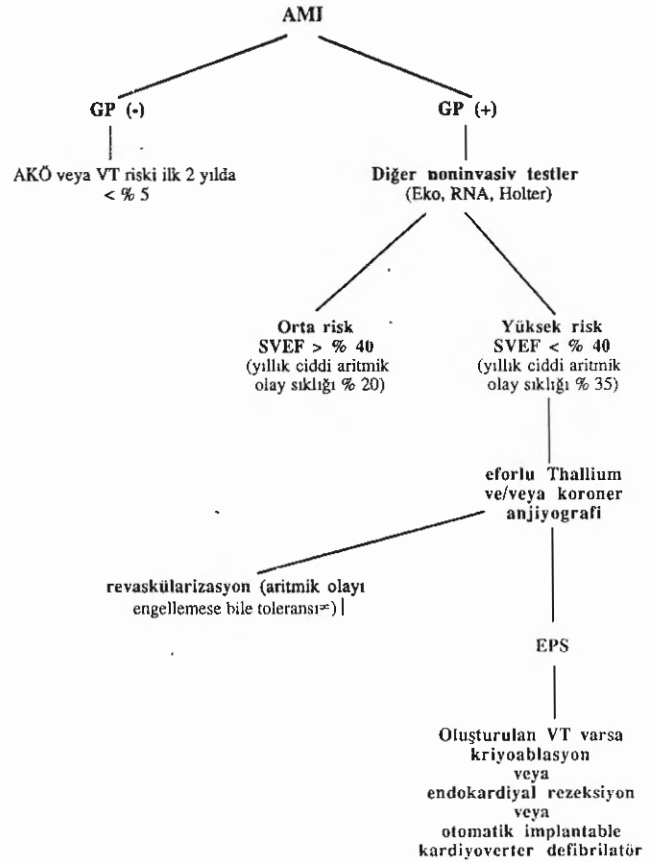 AMI
GP (-)
GP (+)
AKÖ veya VT riski ilk 2 yılda
< % 5
Diğer noninvasiv testler
(Eko, RNA, Holter)
Orta risk
SVEF > % 40
(yıllık ciddi aritmik
olay sıklığı % 20)
Yüksek risk
SVEF < % 40
(yıllık ciddi aritmik
olay sıklığı % 35)
eforlu Thallium
ve/veya koroner
anjiyografi
revaskülarizasyon (aritmik olayı
engellemese bile toleransı≈)
EPS
Oluşturulan VT varsa
kriyoablasyon
veya
endokardiyal rezeksiyon
veya
otomatik implantable
kardiyoverter defibrilatör